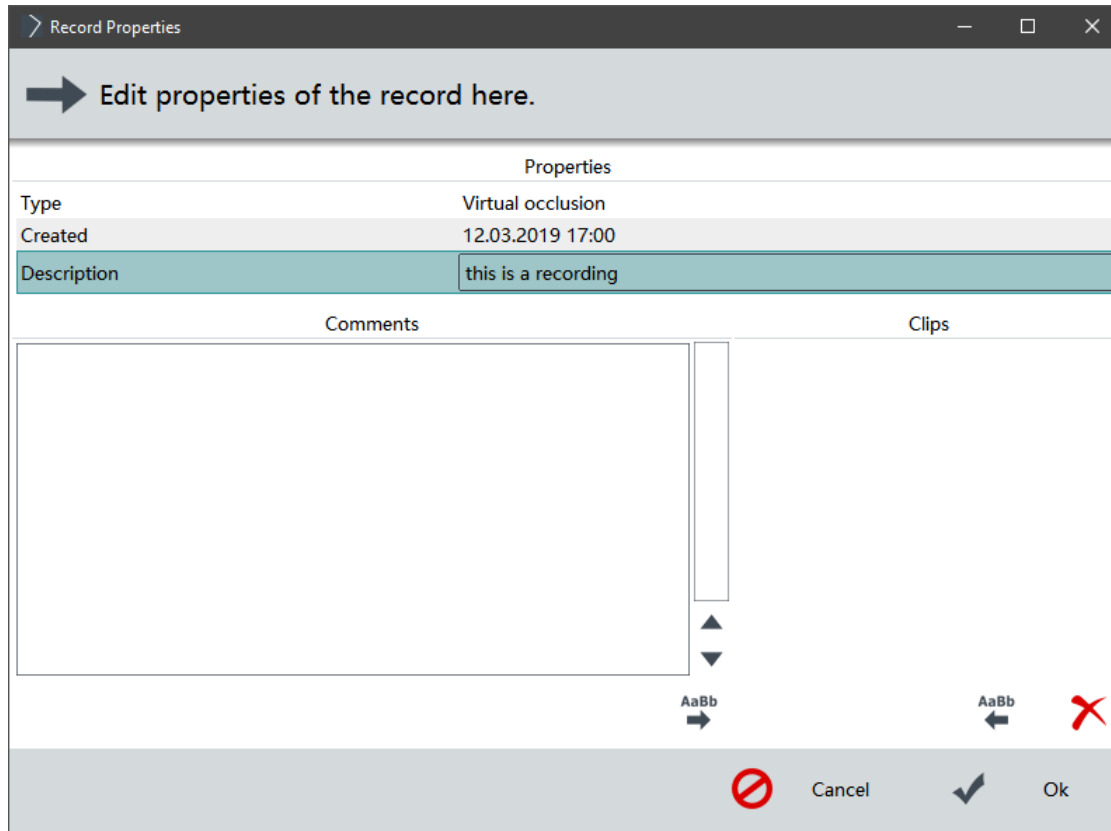 Record Properties
Edit properties of the record here.
Properties
Type Virtual occlusion
Created 12.03.2019 17:00
Description this is a recording
Comments Clips
AaBb AaBb
Cancel Ok